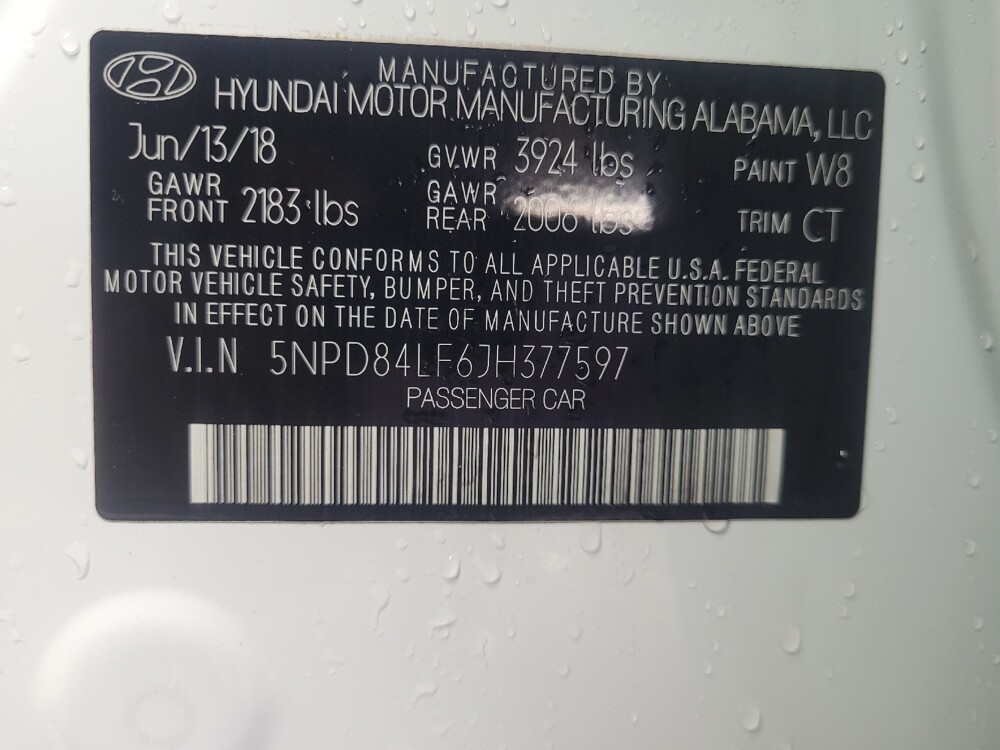 MANUFACTURED BY
HYUNDAI MOTOR MANUFACTURING ALABAMA, LLC
Jun/13/18 GVWR 3924 lbs PAINT W8
GAWR FRONT 2183 lbs GAWR REAR 2006 lbs TRIM CT
THIS VEHICLE CONFORMS TO ALL APPLICABLE U.S.A. FEDERAL
MOTOR VEHICLE SAFETY, BUMPER, AND THEFT PREVENTION STANDARDS
IN EFFECT ON THE DATE OF MANUFACTURE SHOWN ABOVE
V.I.N 5NPD84LF6JH377597
PASSENGER CAR